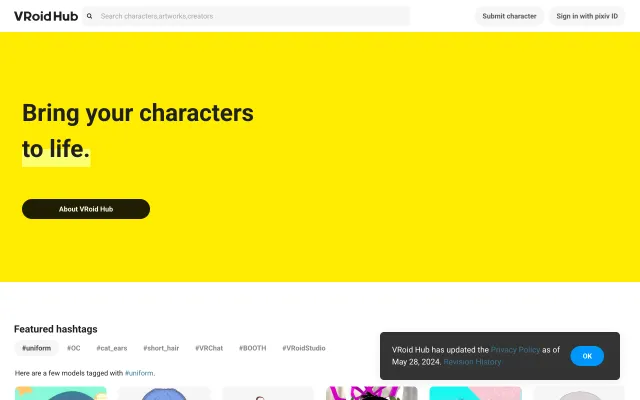 VRoid Hub
Search characters,artworks,creators
Submit character
Sign in with pixiv ID
Bring your characters
to life.
About VRoid Hub
Featured hashtags
#uniform #OC #cat_ears #short_hair #VRChat #BOOTH #VRoidStudio
Here are a few models tagged with #uniform.
VRoid Hub has updated the Privacy Policy as of
May 28, 2024. Revision History
OK